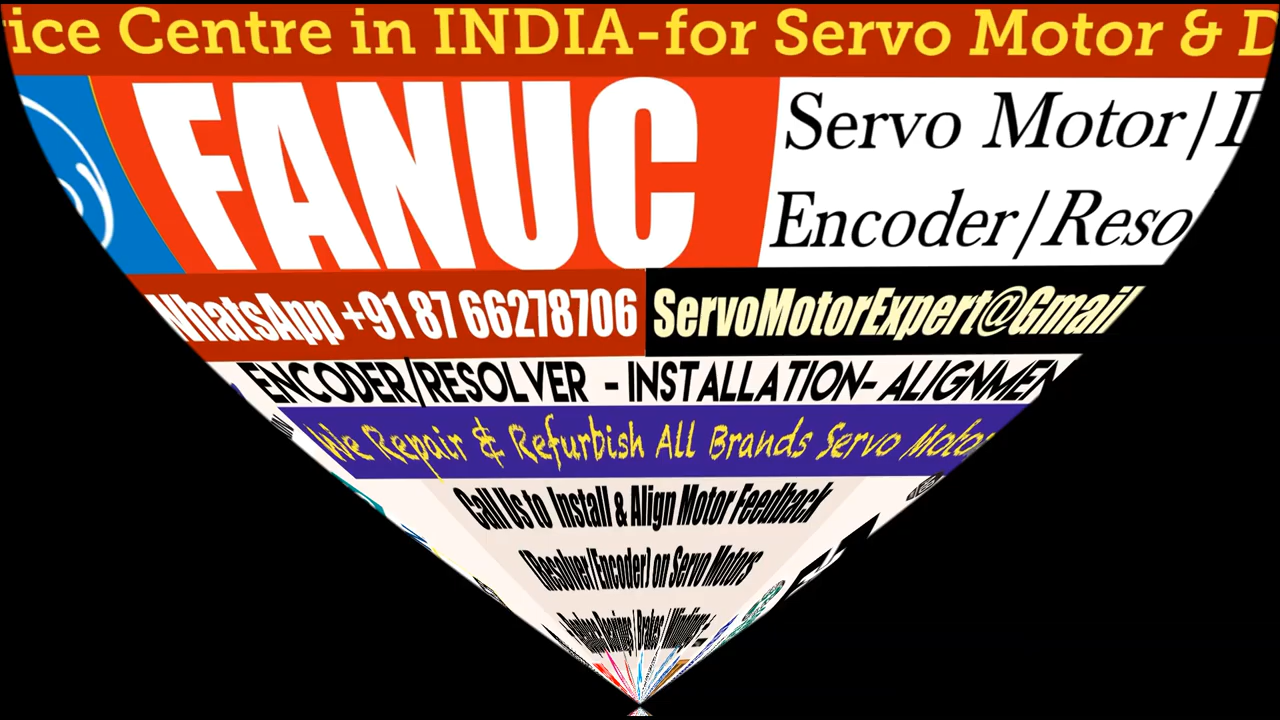 ice Centre in INDIA-for Servo Motor & D
FANUC
Servo Motor/
Encoder/Reso
WhatsApp +91 87 66278706
ServoMotorExpert@Gmail
ENCODER/RESOLVER - INSTALLATION- ALIGNMEN
We Repair & Refurbish All Brands Servo Motor
Call Us to Install & Align Motor Feedback
(Resolver/Encoder) on Servo Motors
Bearings / Brakes /